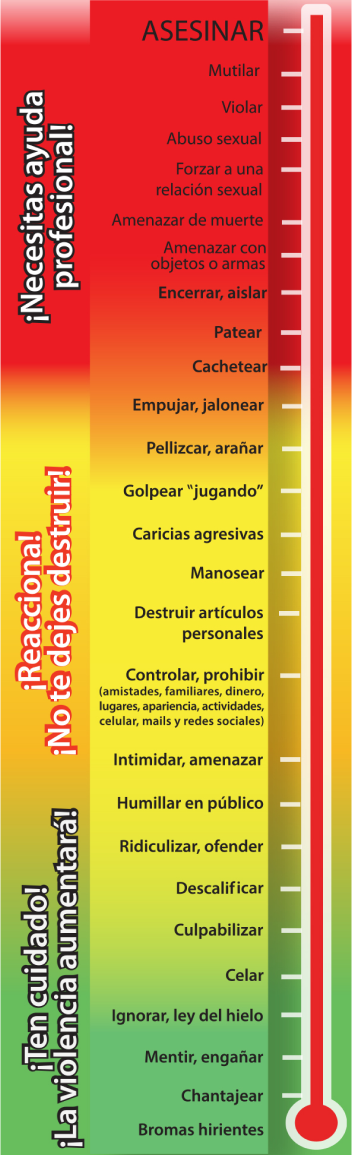 ASESINAR
Mutilar
Violar
Abuso sexual
Forzar a una
relación sexual
Amenazar de muerte
Amenazar con
objetos o armas
Encerrar, aislar
Patear
Cachetear
Empujar, jalonear
Pellizcar, arañar
Golpear “jugando”
Caricias agresivas
Manosear
Destruir artículos
personales
Controlar, prohibir
(amistades, familiares, dinero,
lugares, apariencia, actividades,
celular, mails y redes sociales)
Intimidar, amenazar
Humillar en público
Ridiculizar, ofender
Descalificar
Culpabilizar
Celar
Ignorar, ley del hielo
Mentir, engañar
Chantajear
Bromas hirientes
¡Necesitas ayuda
profesional!
¡Reacciona!
¡No te dejes destruir!
¡Ten cuidado!
¡La violencia aumentará!